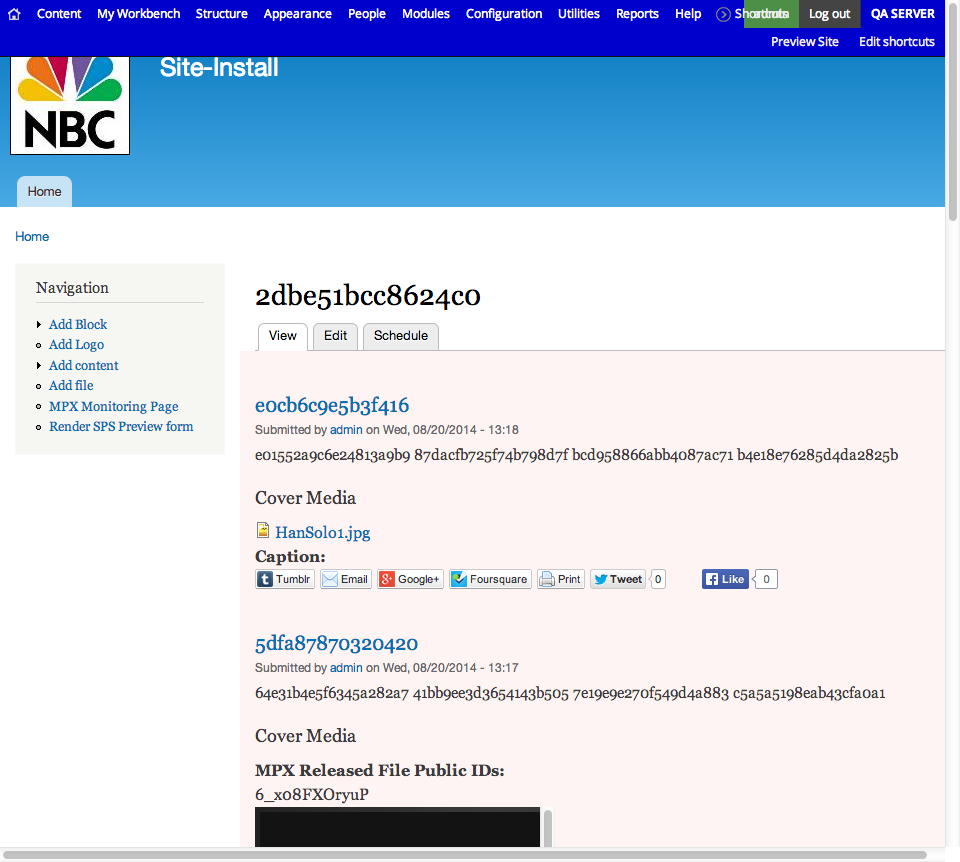 Content My Workbench Structure Appearance People Modules Configuration Utilities Reports Help Shortcuts Log out QA SERVER
Preview Site Edit shortcuts
Site-Install
NBC
Home
Home
Navigation
Add Block
Add Logo
Add content
Add file
MPX Monitoring Page
Render SPS Preview form
2dbe51bcc8624c0
View Edit Schedule
e0cb6c9e5b3f416
Submitted by admin on Wed, 08/20/2014 - 13:18
e01552a9c6e24813a9b9 87dacfb725f74b798d7f bcd958866abb4087ac71 b4e18e76285d4da2825b
Cover Media
HanSolo1.jpg
Caption:
Tumblr Email Google+ Foursquare Print Tweet 0 Like 0
5dfa87870320420
Submitted by admin on Wed, 08/20/2014 - 13:17
64e31b4e5f6345a282a7 41bb9ee3d3654143b505 7e19e9e270f549d4a883 c5a5a5198eab43cfa0a1
Cover Media
MPX Released File Public IDs:
6_x08FXOryuP